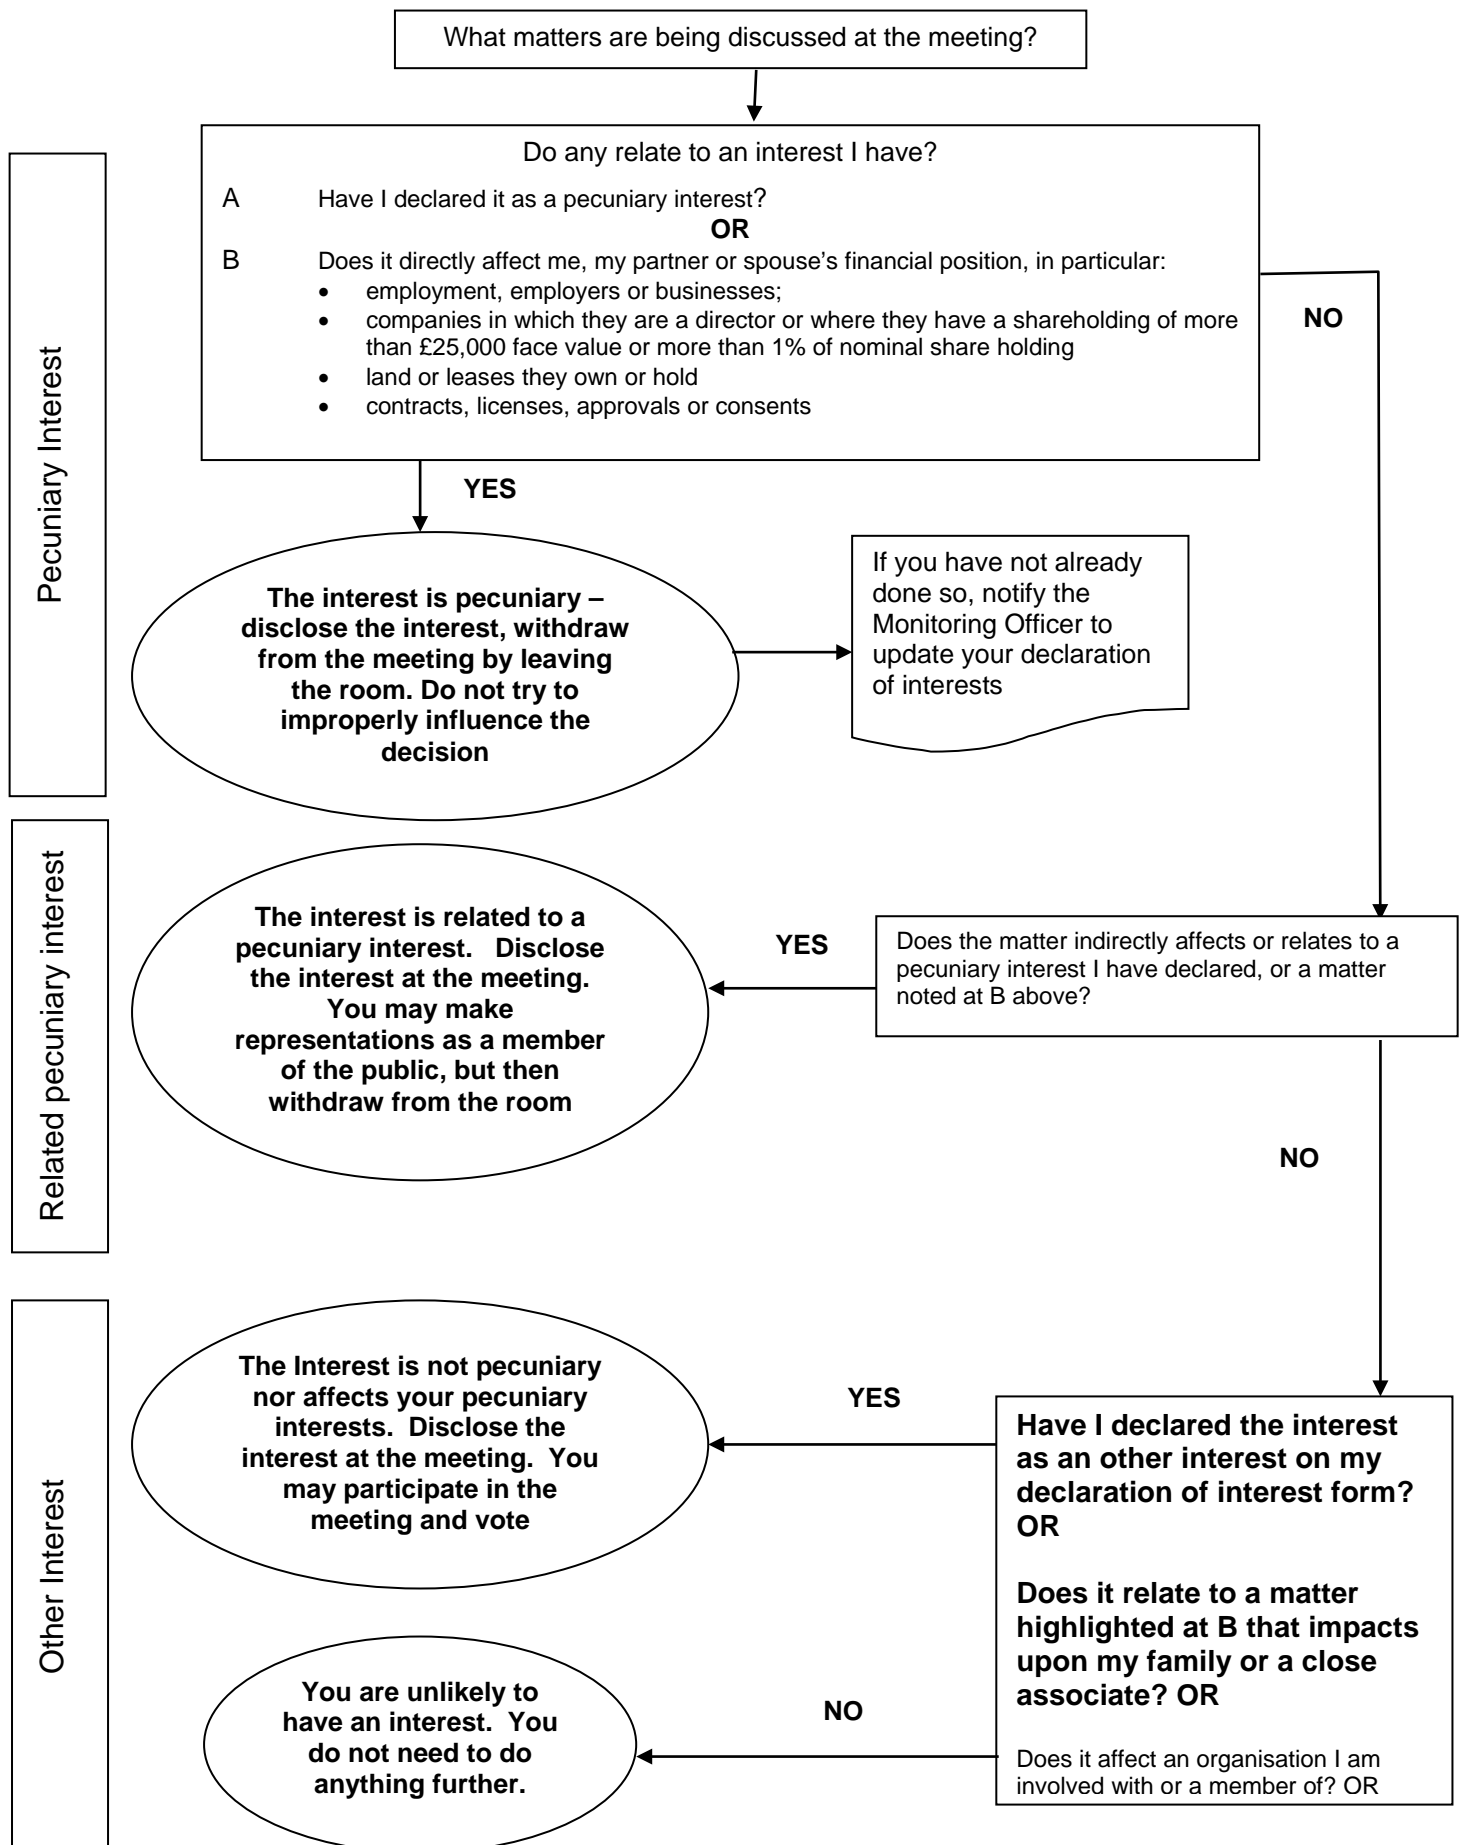 What matters are being discussed at the meeting?
Pecuniary Interest
Do any relate to an interest I have?
A Have I declared it as a pecuniary interest?
OR
B Does it directly affect me, my partner or spouse's financial position, in particular:
• employment, employers or businesses;
• companies in which they are a director or where they have a shareholding of more
than £25,000 face value or more than 1% of nominal share holding
• land or leases they own or hold
• contracts, licenses, approvals or consents
NO
YES
The interest is pecuniary –
disclose the interest, withdraw
from the meeting by leaving
the room. Do not try to
improperly influence the
decision
If you have not already
done so, notify the
Monitoring Officer to
update your declaration
of interests
Related pecuniary interest
The interest is related to a
pecuniary interest. Disclose
the interest at the meeting.
You may make
representations as a member
of the public, but then
withdraw from the room
YES
Does the matter indirectly affects or relates to a
pecuniary interest I have declared, or a matter
noted at B above?
NO
Other Interest
The Interest is not pecuniary
nor affects your pecuniary
interests. Disclose the
interest at the meeting. You
may participate in the
meeting and vote
YES
Have I declared the interest
as an other interest on my
declaration of interest form?
OR
Does it relate to a matter
highlighted at B that impacts
upon my family or a close
associate? OR
Does it affect an organisation I am
involved with or a member of? OR
NO
You are unlikely to
have an interest. You
do not need to do
anything further.